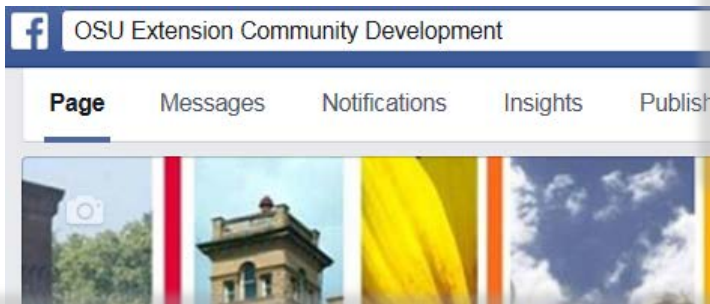 OSU Extension Community Development
Page Messages Notifications Insights Publish